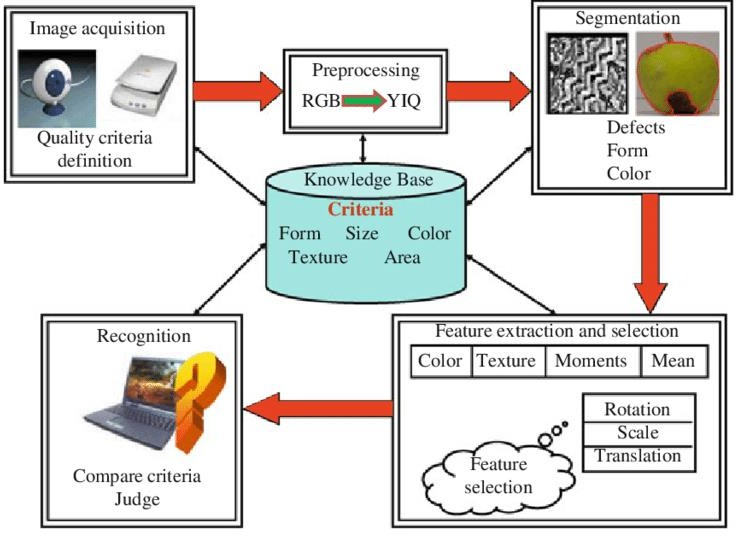 Image acquisition
Quality criteria
definition
Preprocessing
RGB YIQ
Segmentation
Defects
Form
Color
Knowledge Base
Criteria
Form Size Color
Texture Area
Feature extraction and selection
Color Texture Moments Mean
Rotation
Scale
Translation
Feature
selection
Recognition
Compare criteria
Judge